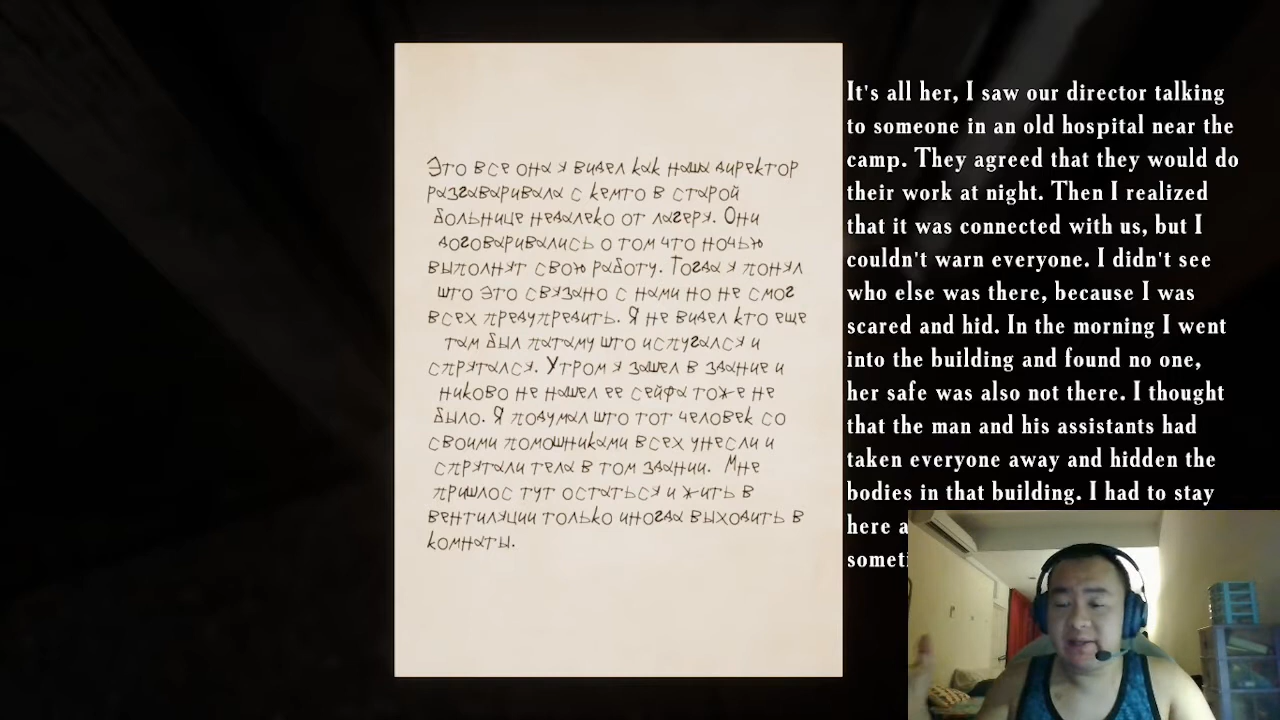 Это все она я видел как наша директор
разгаваривала с кемто в старой
больнице недалеко от лагеря. Они
договаривались о том что ночью
выполнят свою работу. Тогда я понял
што это связано с нами но не смог
всех предупредить. Я не видел кто еще
там был патаму што испугался и
спрятался. Утром я зашел в здание и
никово не нашел ее сейфа тоже не
было. Я подумал што тот человек со
своими помошниками всех унесли и
спрятали тела в том здании. Мне
пришлос тут остаться и жить в
вентиляции только иногда выходить в
комнаты.
It's all her, I saw our director talking
to someone in an old hospital near the
camp. They agreed that they would do
their work at night. Then I realized
that it was connected with us, but I
couldn't warn everyone. I didn't see
who else was there, because I was
scared and hid. In the morning I went
into the building and found no one,
her safe was also not there. I thought
that the man and his assistants had
taken everyone away and hidden the
bodies in that building. I had to stay
here